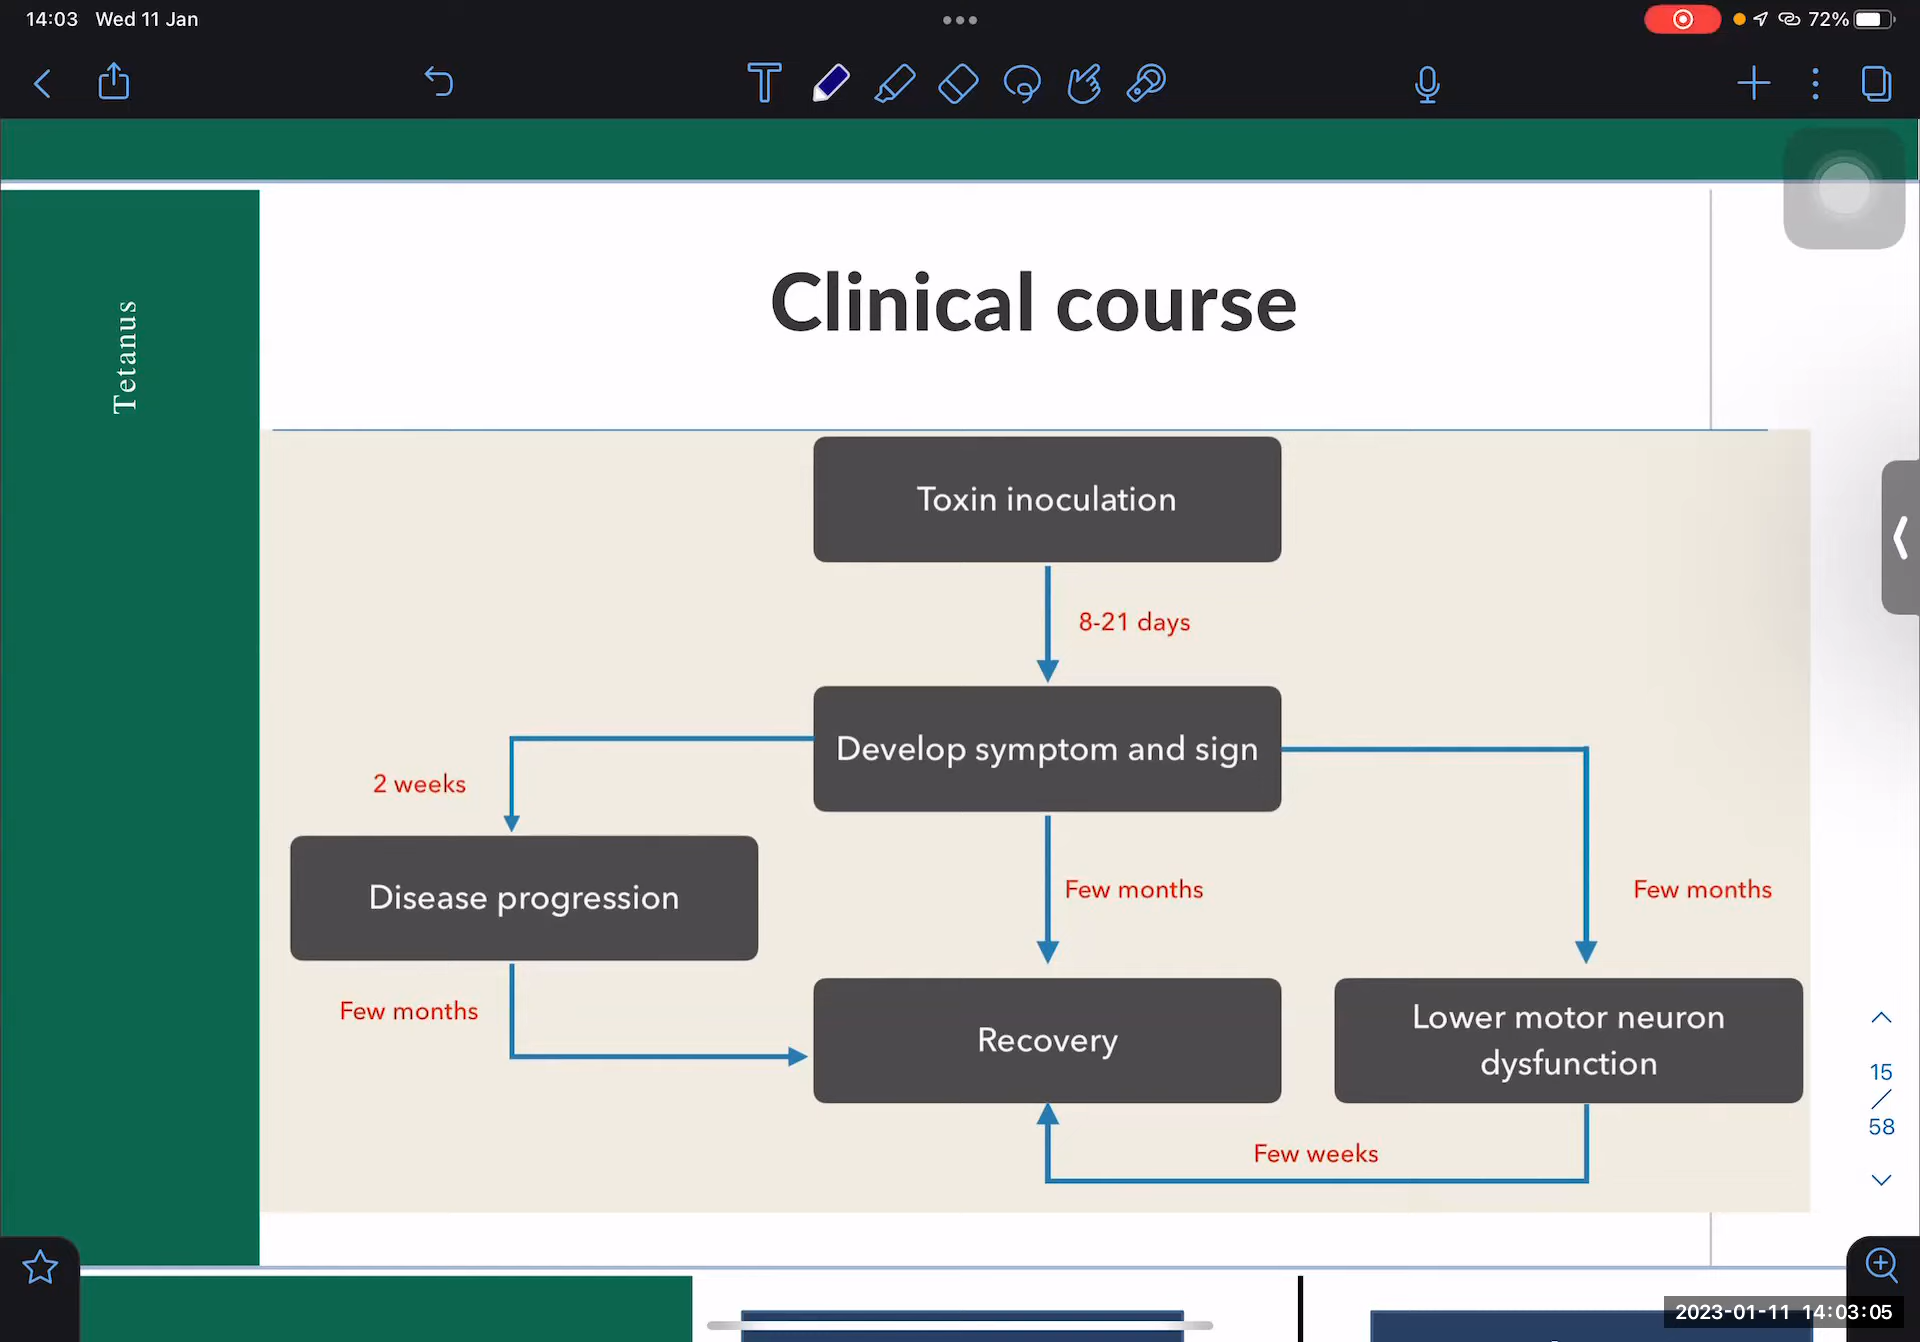 14:03 Wed 11 Jan
72%
Clinical course
Tetanus
Toxin inoculation
8-21 days
Develop symptom and sign
2 weeks
Disease progression
Few months
Few months
Few months
Recovery
Lower motor neuron
dysfunction
Few weeks
15
/
58
2023-01-11 14:03:05